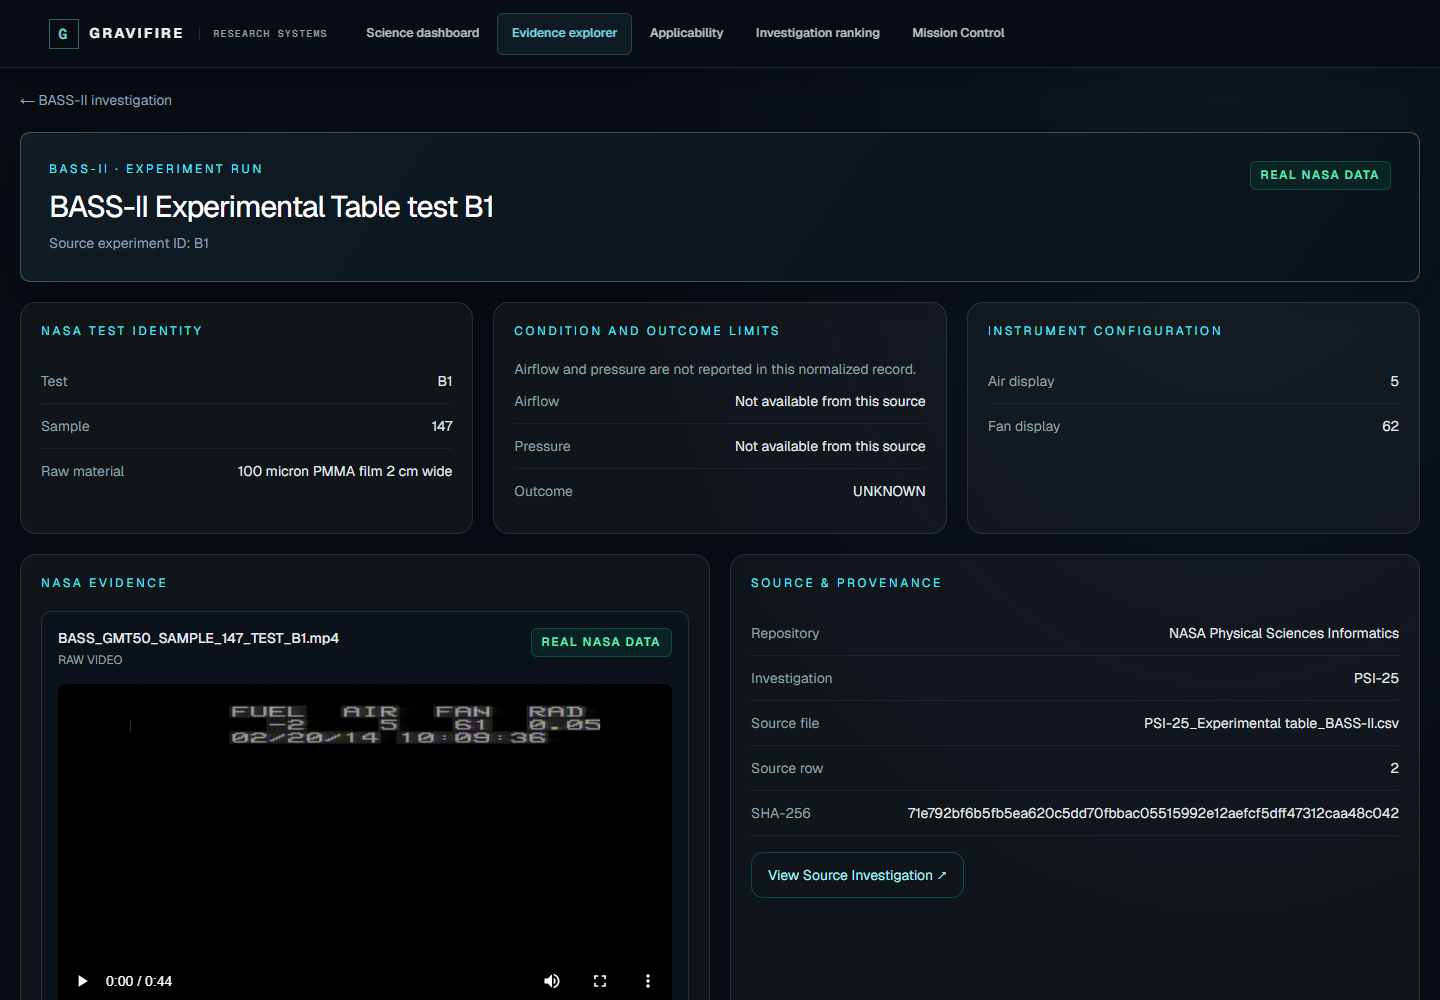 G GRAVIFIRE RESEARCH SYSTEMS Science dashboard Evidence explorer Applicability Investigation ranking Mission Control
← BASS-II investigation
BASS-II · EXPERIMENT RUN
REAL NASA DATA
BASS-II Experimental Table test B1
Source experiment ID: B1
NASA TEST IDENTITY
Test B1
Sample 147
Raw material 100 micron PMMA film 2 cm wide
CONDITION AND OUTCOME LIMITS
Airflow and pressure are not reported in this normalized record.
Airflow Not available from this source
Pressure Not available from this source
Outcome UNKNOWN
INSTRUMENT CONFIGURATION
Air display 5
Fan display 62
NASA EVIDENCE
BASS_GMT50_SAMPLE_147_TEST_B1.mp4
REAL NASA DATA
RAW VIDEO
FUEL AIR FAN RAD
-2 5 61 0.05
02/20/14 10:09:36
0:00 / 0:44
SOURCE & PROVENANCE
Repository NASA Physical Sciences Informatics
Investigation PSI-25
Source file PSI-25_Experimental table_BASS-II.csv
Source row 2
SHA-256 71e792bf6b5fb5ea620c5dd70fbbac05515992e12aefcf5dff47312caa48c042
View Source Investigation ↗